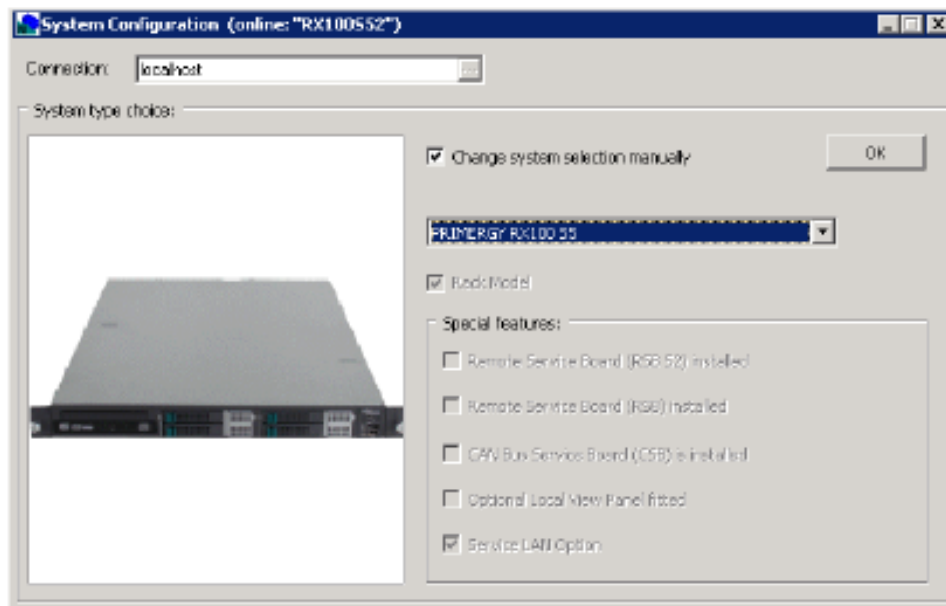 System Configuration (online: "RX100S52")
Connection:
localhost
...
System type choice:
Change system selection manually
OK
PRIMERGY RX100 S5
Rack Model
Special features:
Remote Service Board (RSB S2) installed
Remote Service Board (RSB) installed
CAN Bus Service Board (CSB) is installed
Optional Local View Panel fitted
Service LAN Option